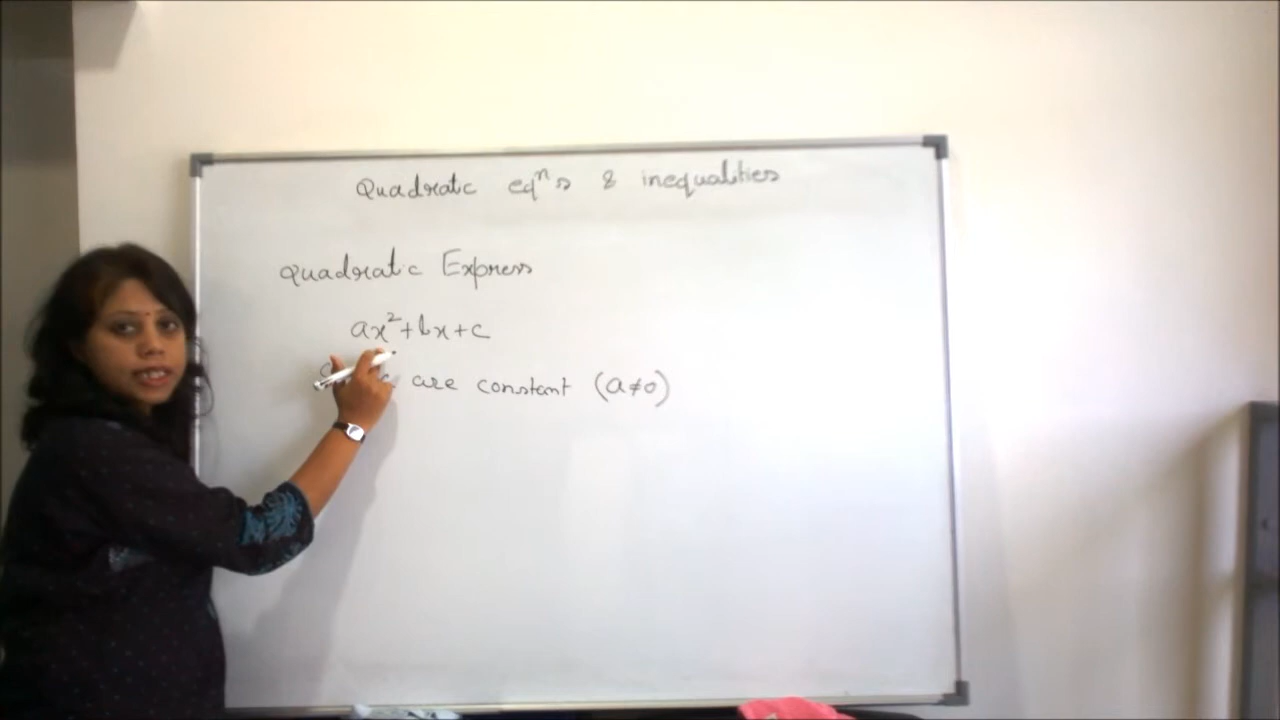 Quadratic eqⁿs & inequalities
Quadratic Express
ax²+bx+c
are constant (a≠0)